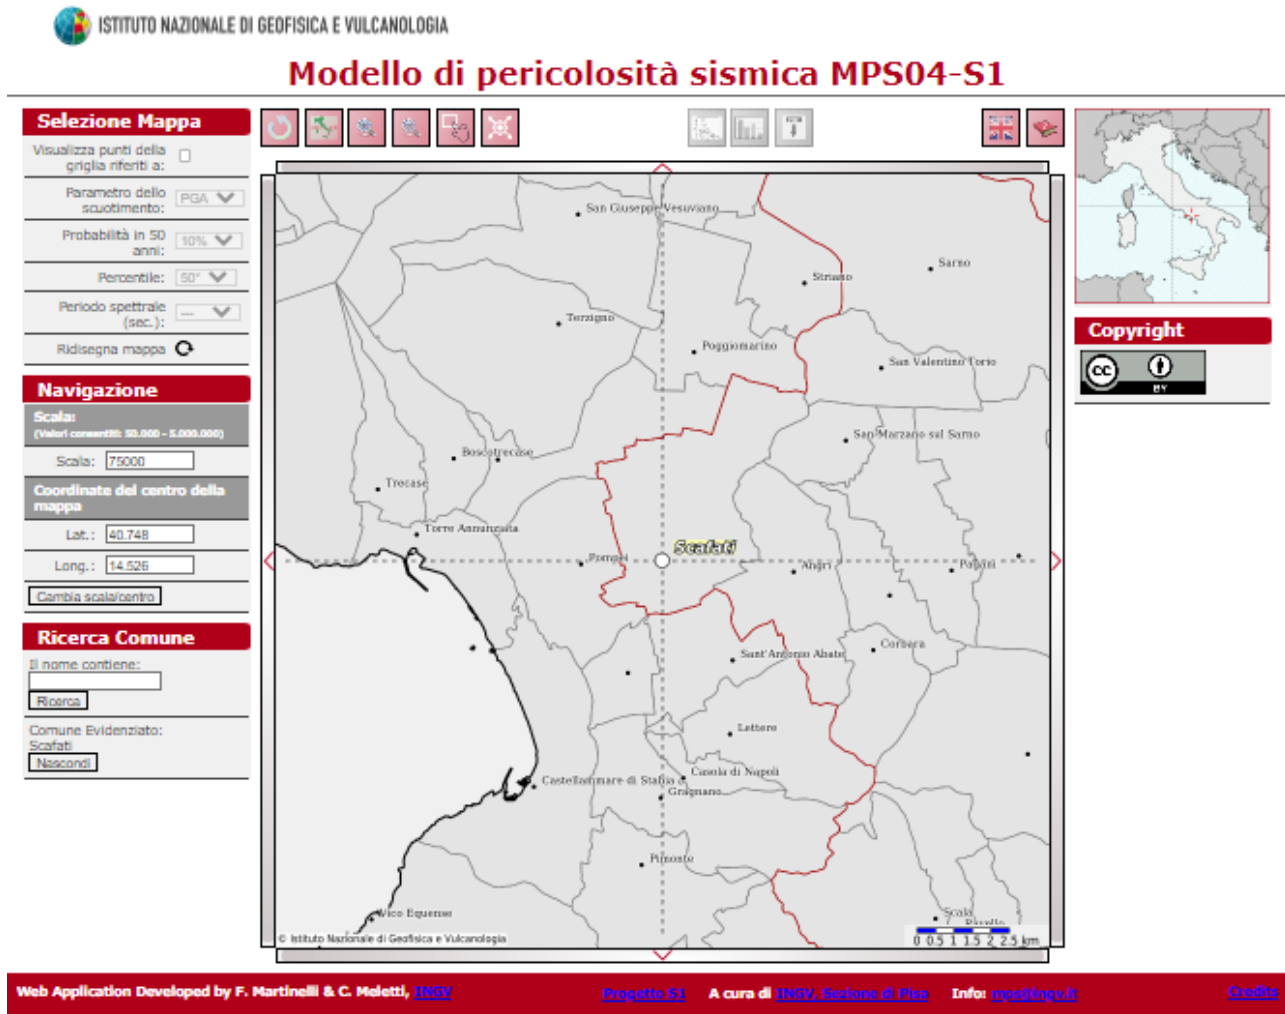 ISTITUTO NAZIONALE DI GEOFISICA E VULCANOLOGIA
Modello di pericolosità sismica MPS04-S1
Selezione Mappa
Visualizza punti della
griglia riferiti a:
Parametro dello
scuotimento:
PGA
Probabilità in 50
anni:
10%
Percentile:
50°
Periodo spettrale
(sec.):
---
Ridisegna mappa
Navigazione
Scala:
(Valori consentiti: 50.000 - 5.000.000)
Scala: 75000
Coordinate del centro della
mappa
Lat.: 40.748
Long.: 14.526
Cambia scala/centro
Ricerca Comune
Il nome contiene:
Ricerca
Comune Evidenziato:
Scafati
Nascondi
San Giuseppe Vesuviano
Sarno
Striano
Terzigno
Poggiomarino
San Valentino Torio
San Marzano sul Sarno
Boscotrecase
Trecase
Torre Annunziata
Scafati
Pompei
Angri
Pagani
Corbara
Sant'Antonio Abate
Lettere
Casola di Napoli
Castellammare di Stabia
Gragnano
Pimonte
Vico Equense
Scala
Ravello
© Istituto Nazionale di Geofisica e Vulcanologia
0 0.5 1 1.5 2 2.5 km
Copyright
cc
BY
Web Application Developed by F. Martinelli & C. Meletti, INGV
Progetto S1
A cura di INGV, Sezione di Pisa
Info: mps@ingv.it
Credits